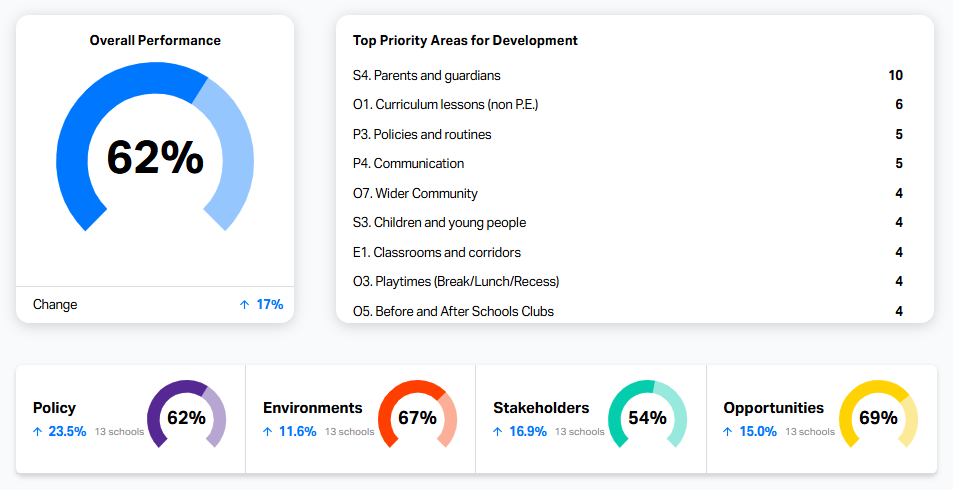 Overall Performance
62%
Change
↑ 17%
Top Priority Areas for Development
S4. Parents and guardians 10
O1. Curriculum lessons (non P.E.) 6
P3. Policies and routines 5
P4. Communication 5
O7. Wider Community 4
S3. Children and young people 4
E1. Classrooms and corridors 4
O3. Playtimes (Break/Lunch/Recess) 4
O5. Before and After Schools Clubs 4
Policy
↑ 23.5% 13 schools
62%
Environments
↑ 11.6% 13 schools
67%
Stakeholders
↑ 16.9% 13 schools
54%
Opportunities
↑ 15.0% 13 schools
69%